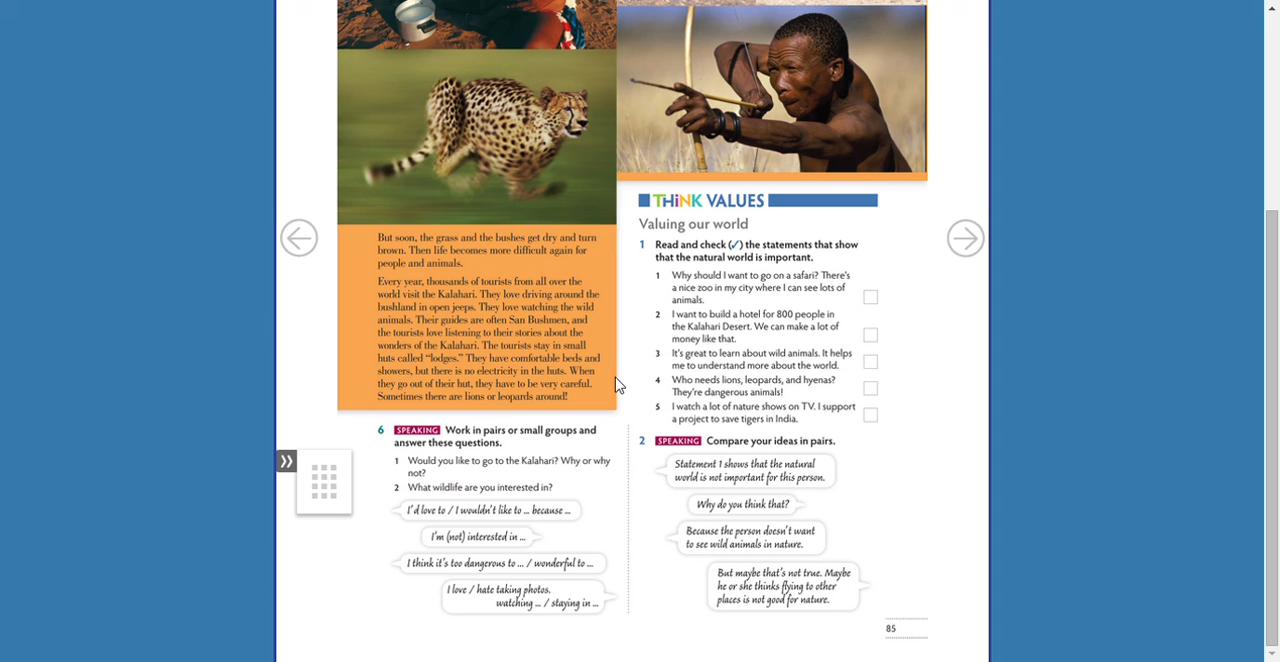 But soon, the grass and the bushes get dry and turn
brown. Then life becomes more difficult again for
people and animals.
Every year, thousands of tourists from all over the
world visit the Kalahari. They love driving around the
bushland in open jeeps. They love watching the wild
animals. Their guides are often San Bushmen, and
the tourists love listening to their stories about the
wonders of the Kalahari. The tourists stay in small
huts called “lodges.” They have comfortable beds and
showers, but there is no electricity in the huts. When
they go out of their hut, they have to be very careful.
Sometimes there are lions or leopards around!
6 SPEAKING Work in pairs or small groups and
answer these questions.
1 Would you like to go to the Kalahari? Why or why
not?
2 What wildlife are you interested in?
I’d love to / I wouldn’t like to ... because ...
I’m (not) interested in ...
I think it’s too dangerous to ... / wonderful to ...
I love / hate taking photos.
watching ... / staying in ...
THiNK VALUES
Valuing our world
1 Read and check (✓) the statements that show
that the natural world is important.
1 Why should I want to go on a safari? There’s
a nice zoo in my city where I can see lots of
animals.
2 I want to build a hotel for 800 people in
the Kalahari Desert. We can make a lot of
money like that.
3 It’s great to learn about wild animals. It helps
me to understand more about the world.
4 Who needs lions, leopards, and hyenas?
They’re dangerous animals!
5 I watch a lot of nature shows on TV. I support
a project to save tigers in India.
2 SPEAKING Compare your ideas in pairs.
Statement 1 shows that the natural
world is not important for this person.
Why do you think that?
Because the person doesn’t want
to see wild animals in nature.
But maybe that’s not true. Maybe
he or she thinks flying to other
places is not good for nature.
85